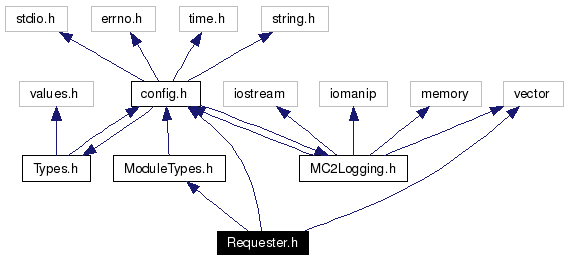 stdio.h errno.h time.h string.h
values.h config.h iostream iomanip memory vector
Types.h ModuleTypes.h MC2Logging.h
Requester.h